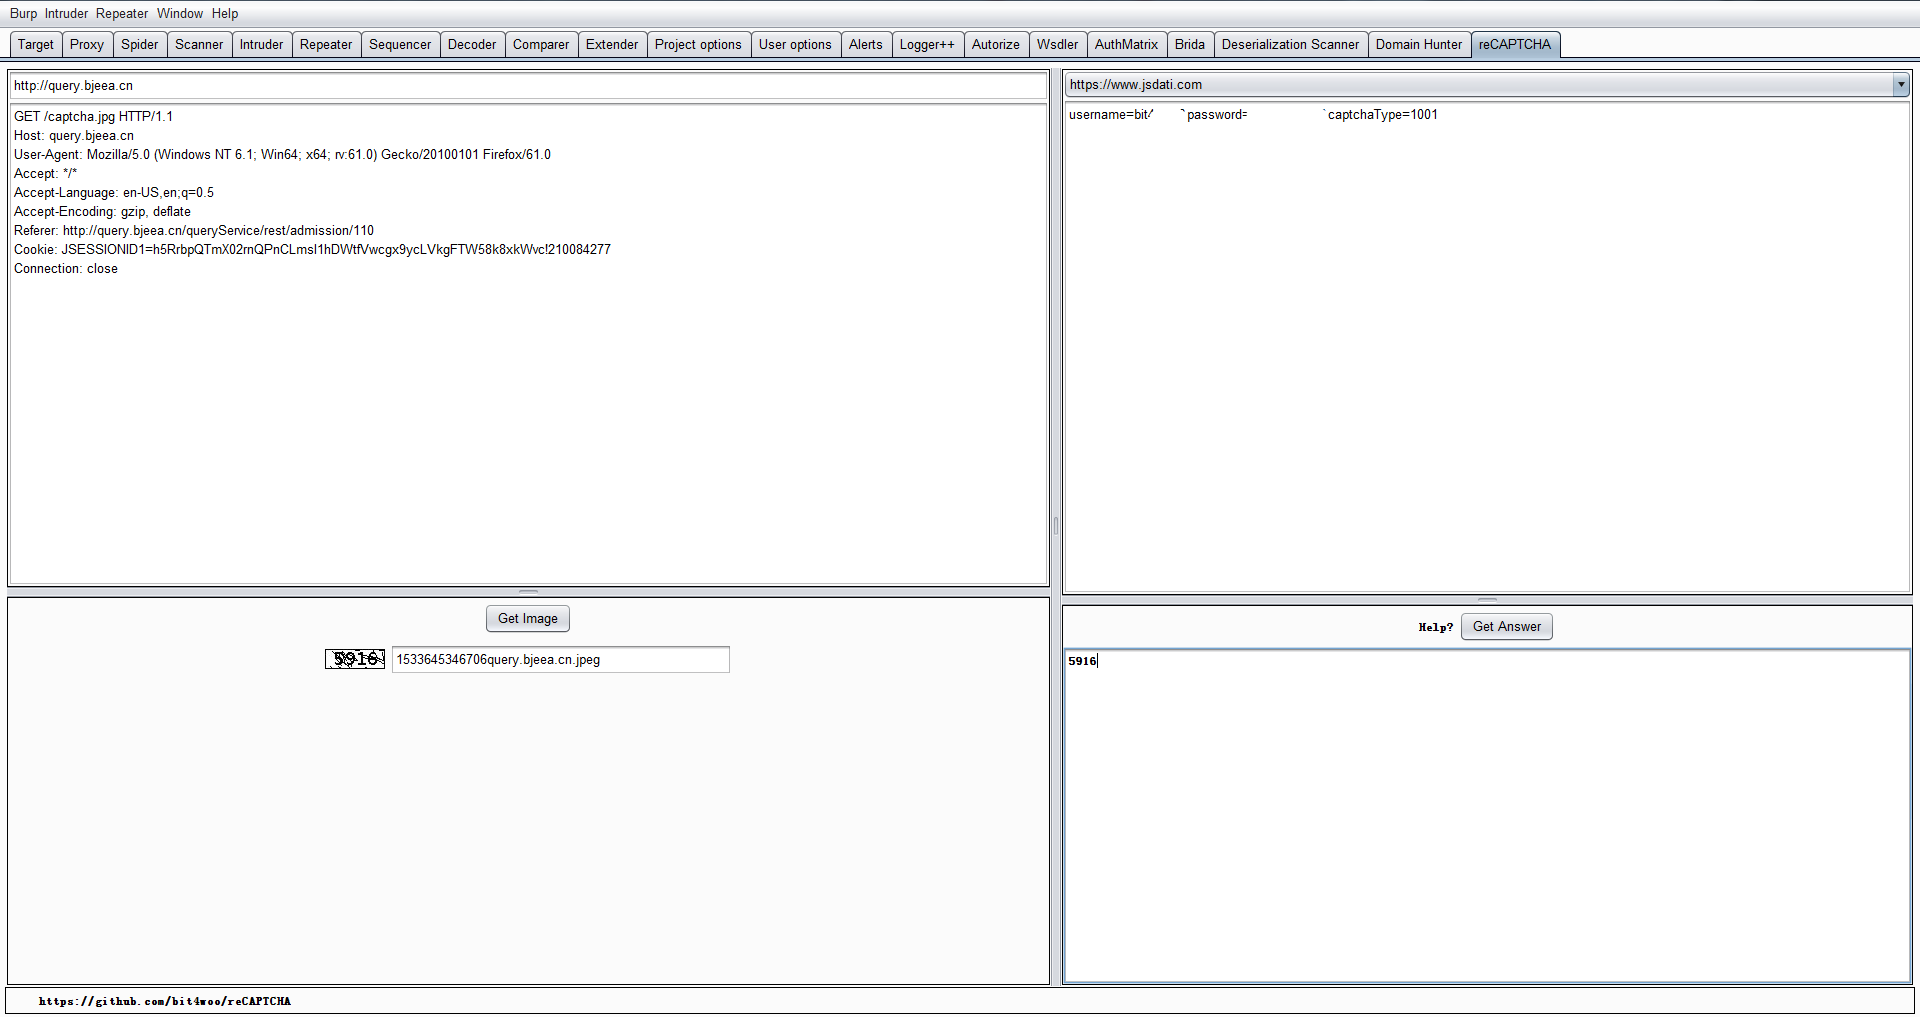 Burp Intruder Repeater Window Help
Target Proxy Spider Scanner Intruder Repeater Sequencer Decoder Comparer Extender Project options User options Alerts Logger++ Autorize Wsdler AuthMatrix Brida Deserialization Scanner Domain Hunter reCAPTCHA
http://query.bjeea.cn
GET /captcha.jpg HTTP/1.1
Host: query.bjeea.cn
User-Agent: Mozilla/5.0 (Windows NT 6.1; Win64; x64; rv:61.0) Gecko/20100101 Firefox/61.0
Accept: */*
Accept-Language: en-US,en;q=0.5
Accept-Encoding: gzip, deflate
Referer: http://query.bjeea.cn/queryService/rest/admission/110
Cookie: JSESSIONID1=h5RrbpQTmX02rnQPnCLmsI1hDWtfVwcgx9ycLVkgFTW58k8xkWvc!210084277
Connection: close
Get Image
5916 1533645346706query.bjeea.cn.jpeg
https://www.jsdati.com
username=bit password= captchaType=1001
Help? Get Answer
5916
https://github.com/bit4woo/reCAPTCHA